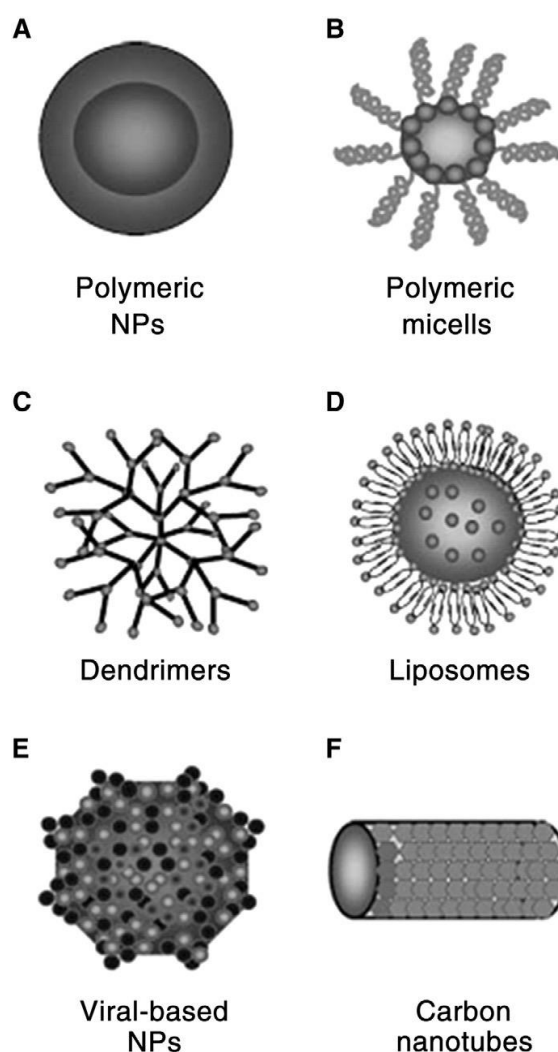 A
B
Polymeric
NPs
Polymeric
micells
C
D
Dendrimers
Liposomes
E
F
Viral-based
NPs
Carbon
nanotubes